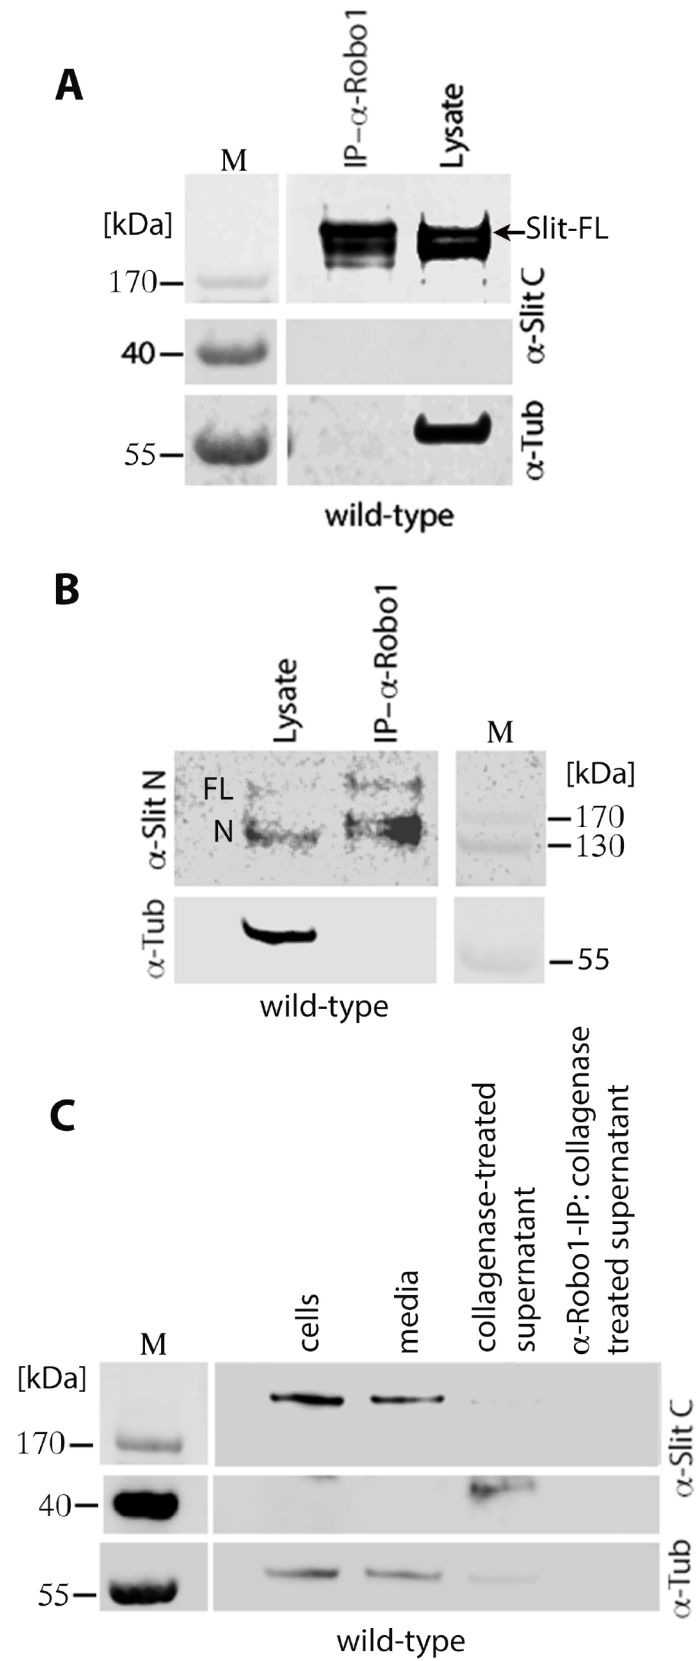 A
IP–α-Robo1
Lysate
M
[kDa]
Slit-FL
170
α-Slit C
40
α-Tub
55
wild-type
B
Lysate
IP–α-Robo1
M
α-Slit N
FL
N
[kDa]
170
130
α-Tub
55
wild-type
C
cells
media
collagenase-treated
supernatant
α-Robo1-IP: collagenase
treated supernatant
M
[kDa]
170
α-Slit C
40
α-Tub
55
wild-type